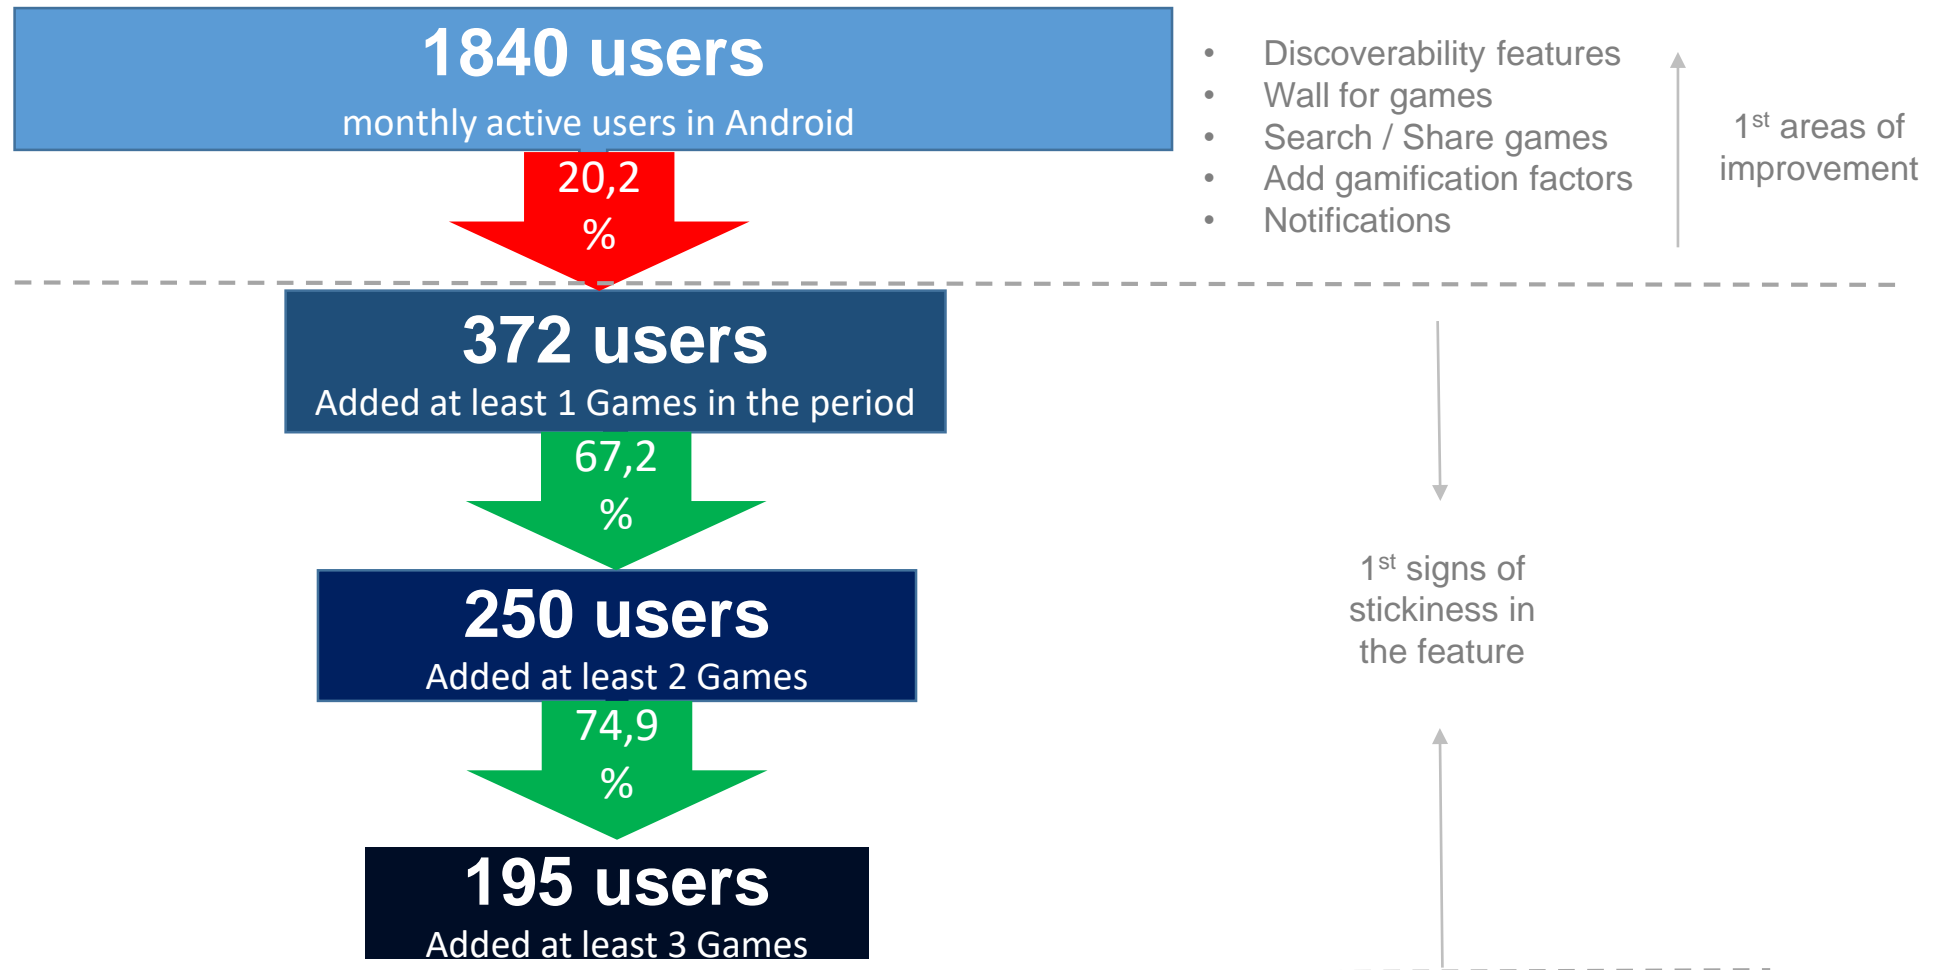 1840 users
monthly active users in Android
• Discoverability features
• Wall for games
• Search / Share games
• Add gamification factors
• Notifications
1st areas of
improvement
20,2
%
372 users
Added at least 1 Games in the period
67,2
%
250 users
Added at least 2 Games
1st signs of
stickiness in
the feature
74,9
%
195 users
Added at least 3 Games